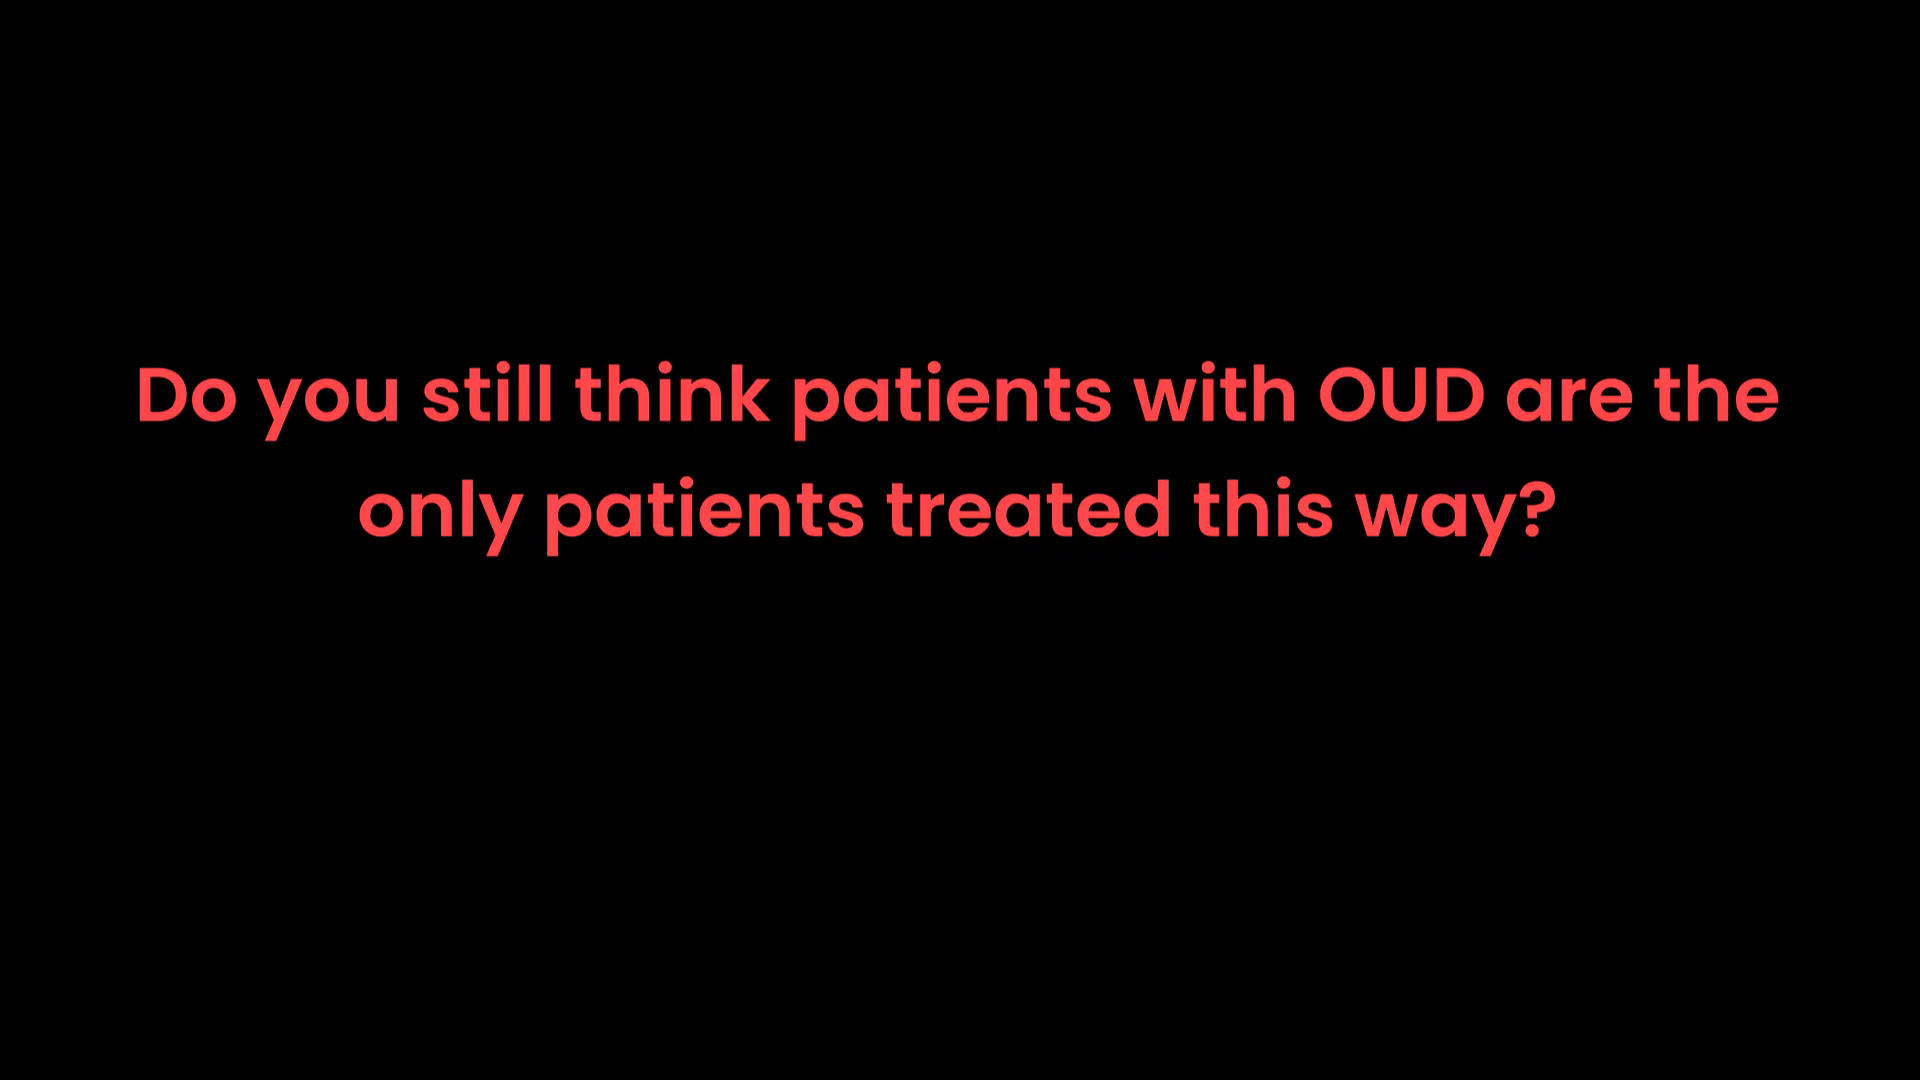 Do you still think patients with OUD are the
only patients treated this way?